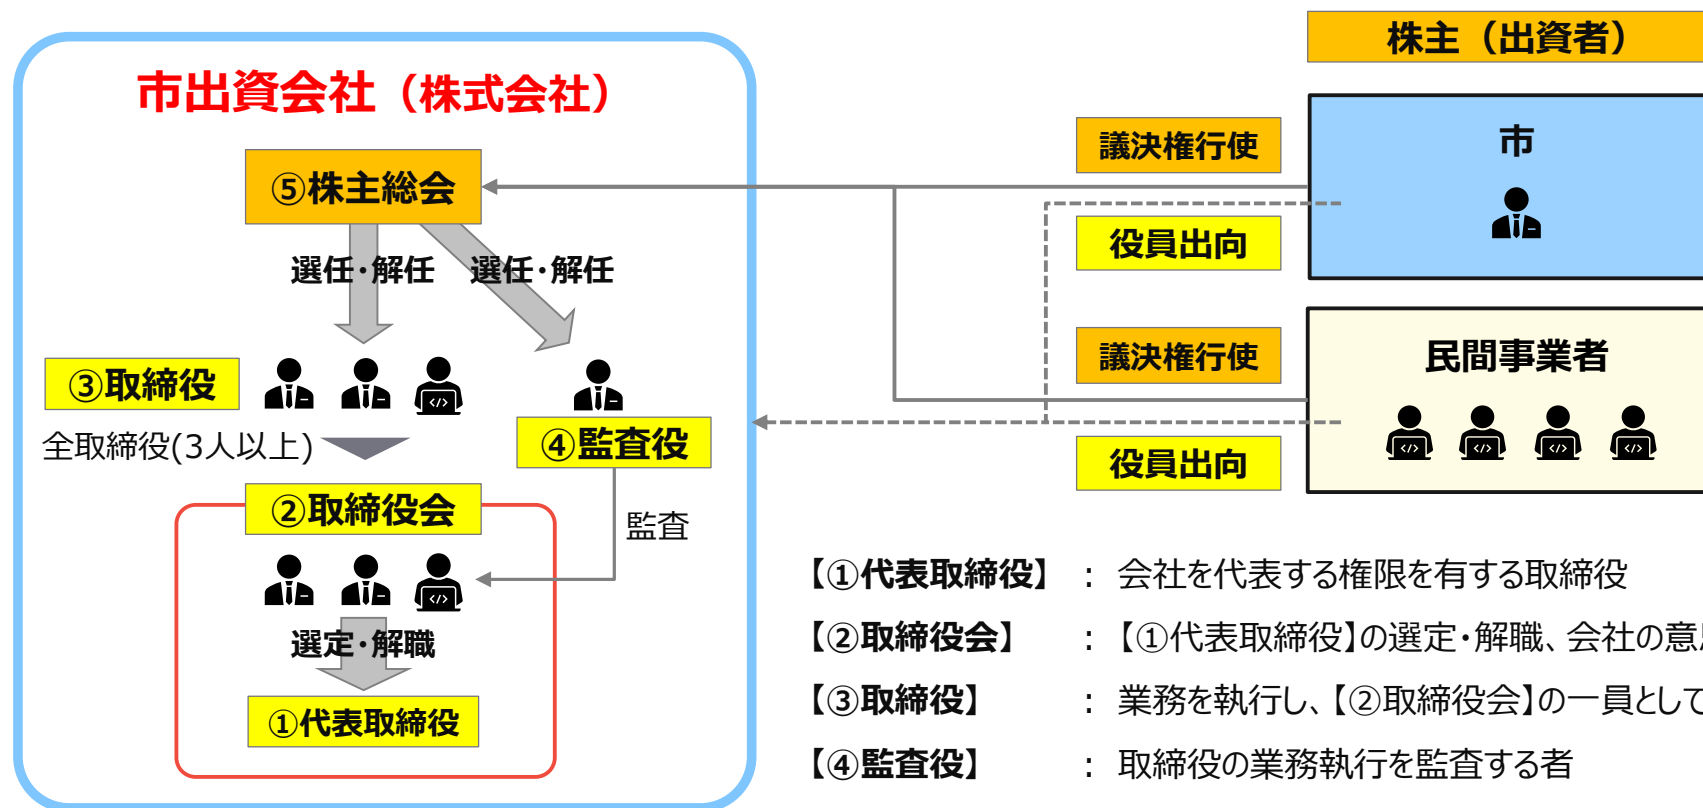 株主（出資者）
市出資会社（株式会社）
市
議決権行使
⑤株主総会
役員出向
選任・解任
選任・解任
議決権行使
民間事業者
③取締役
全取締役(3人以上)
④監査役
役員出向
②取締役会
監査
選定・解職
①代表取締役
【①代表取締役】 ： 会社を代表する権限を有する取締役
【②取締役会】 ：【①代表取締役】の選定・解職、会社の意
【③取締役】 ： 業務を執行し、【②取締役会】の一員として
【④監査役】 ： 取締役の業務執行を監査する者